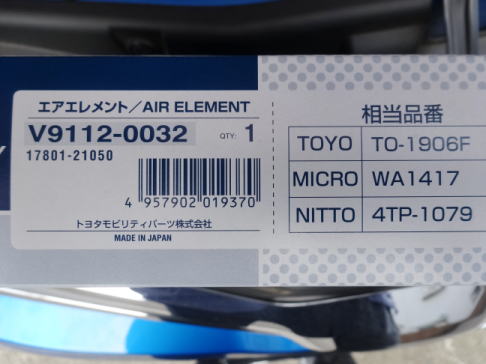 エアエレメント／AIR ELEMENT
V9112-0032 QTY: 1
17801-21050
4 957902 019370
トヨタモビリティパーツ株式会社
MADE IN JAPAN
相当品番
TOYO TO-1906F
MICRO WA1417
NITTO 4TP-1079